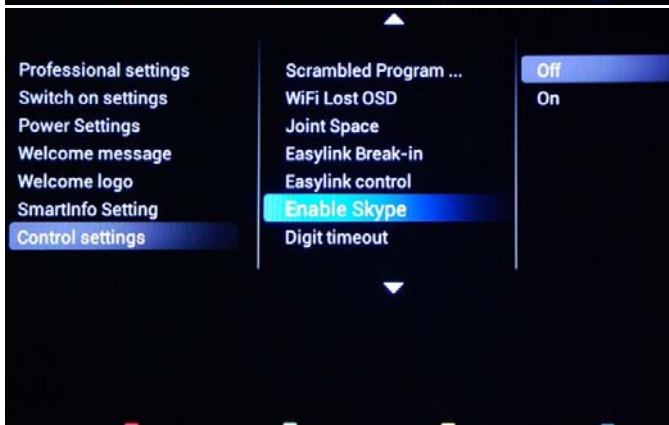 Professional settings
Switch on settings
Power Settings
Welcome message
Welcome logo
SmartInfo Setting
Control settings
Scrambled Program ...
WiFi Lost OSD
Joint Space
Easylink Break-in
Easylink control
Enable Skype
Digit timeout
Off
On